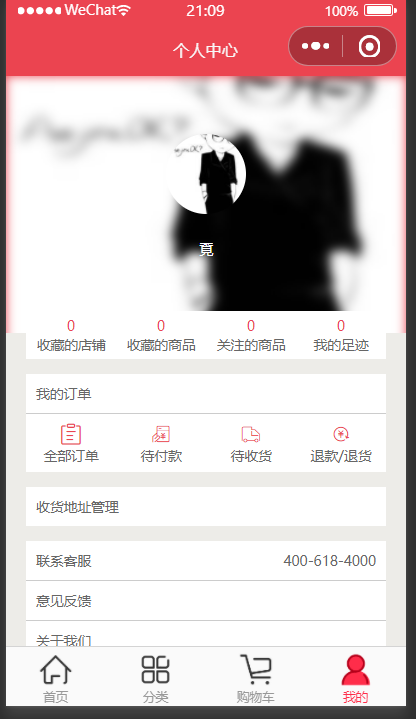 WeChat 21:09 100%
个人中心
竟
0 0 0 0
收藏的店铺 收藏的商品 关注的商品 我的足迹
我的订单
全部订单 待付款 待收货 退款/退货
收货地址管理
联系客服 400-618-4000
意见反馈
关于我们
首页 分类 购物车 我的